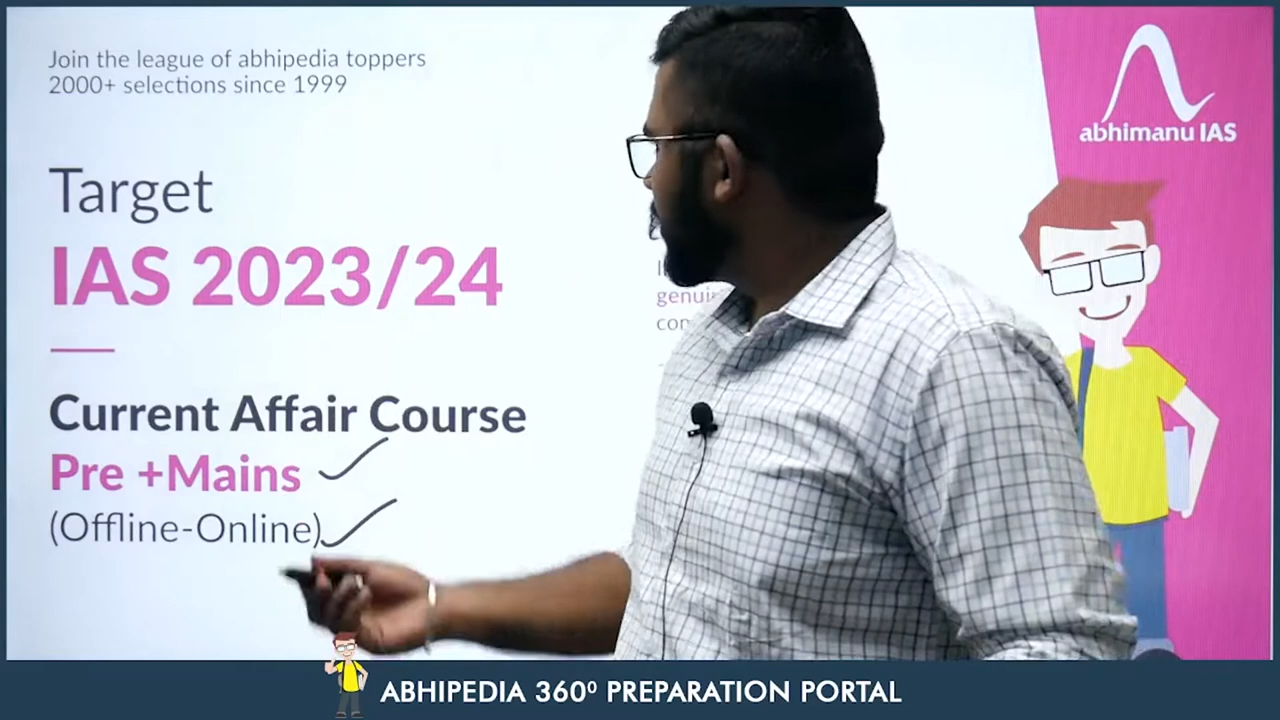 Join the league of abhipedia toppers
2000+ selections since 1999
Target
IAS 2023/24
Current Affair Course
Pre +Mains
(Offline-Online)
abhimanu IAS
ABHIPEDIA 360⁰ PREPARATION PORTAL